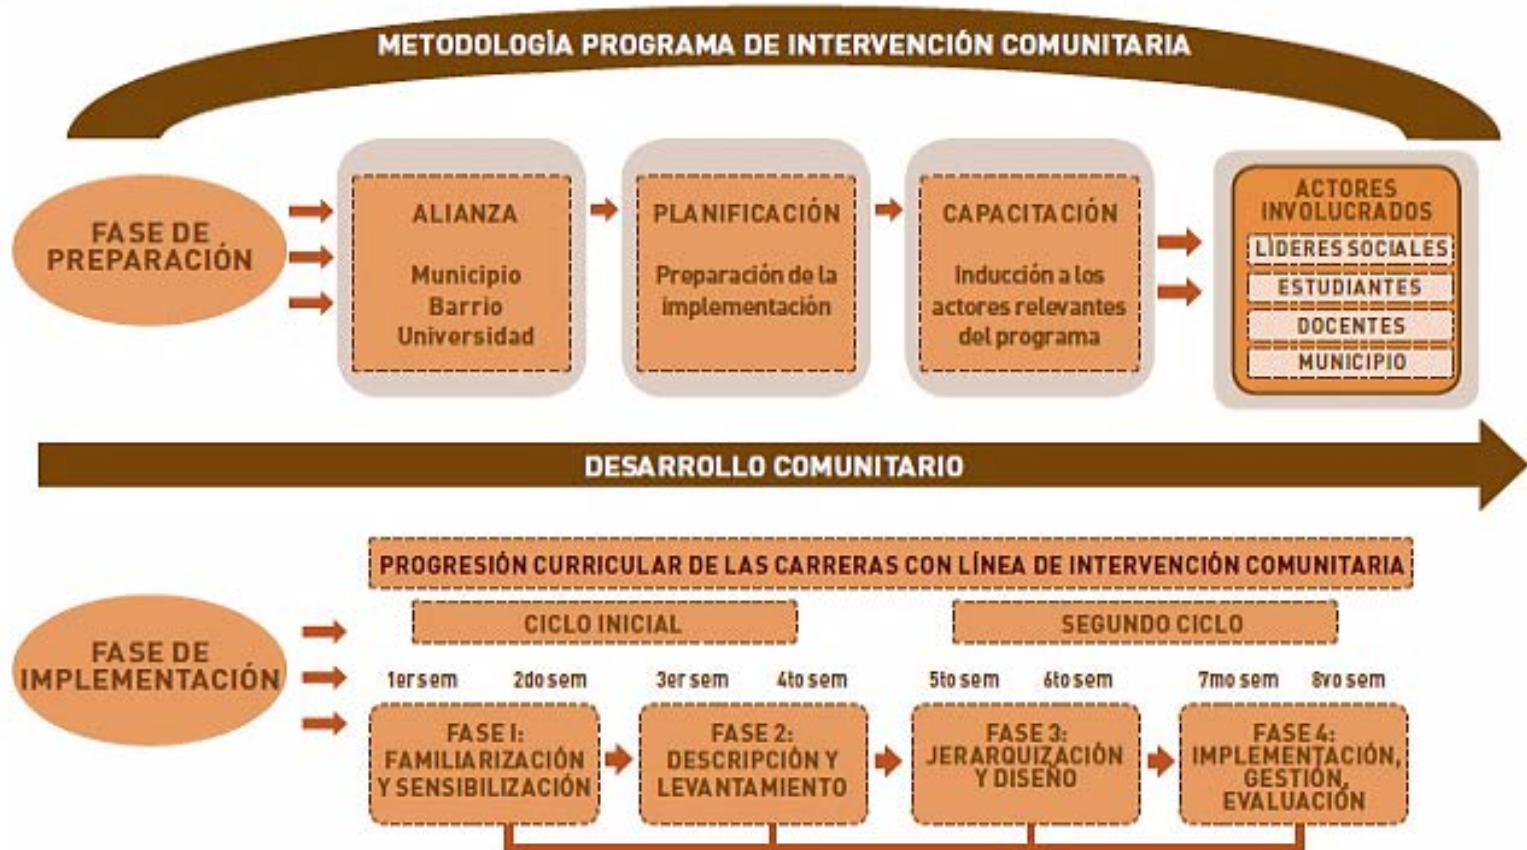 METODOLOGÍA PROGRAMA DE INTERVENCIÓN COMUNITARIA
FASE DE
PREPARACIÓN
ALIANZA
Municipio
Barrio
Universidad
PLANIFICACIÓN
Preparación de la
implementación
CAPACITACIÓN
Inducción a los
actores relevantes
del programa
ACTORES
INVOLUCRADOS
LÍDERES SOCIALES
ESTUDIANTES
DOCENTES
MUNICIPIO
DESARROLLO COMUNITARIO
PROGRESIÓN CURRICULAR DE LAS CARRERAS CON LÍNEA DE INTERVENCIÓN COMUNITARIA
CICLO INICIAL
SEGUNDO CICLO
FASE DE
IMPLEMENTACIÓN
1er sem
2do sem
3er sem
4to sem
5to sem
6to sem
7mo sem
8vo sem
FASE I:
FAMILIARIZACIÓN
Y SENSIBILIZACIÓN
FASE 2:
DESCRIPCIÓN Y
LEVANTAMIENTO
FASE 3:
JERARQUIZACIÓN
Y DISEÑO
FASE 4:
IMPLEMENTACIÓN,
GESTIÓN,
EVALUACIÓN